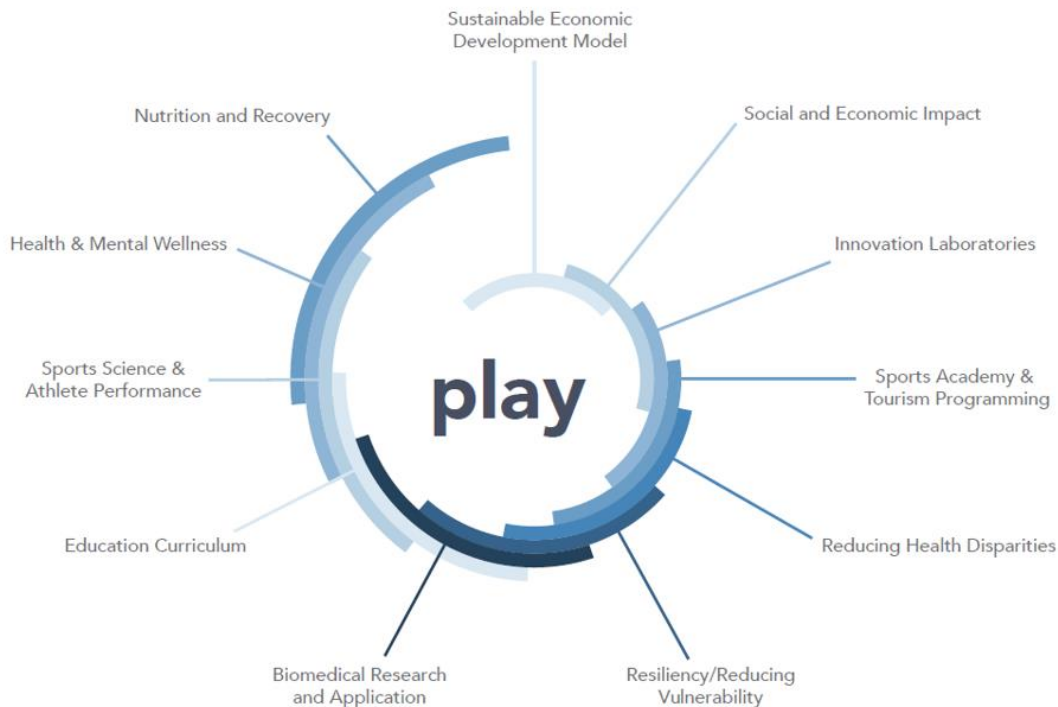 Sustainable Economic
Development Model
Social and Economic Impact
Innovation Laboratories
Sports Academy &
Tourism Programming
Reducing Health Disparities
Resiliency/Reducing
Vulnerability
Biomedical Research
and Application
Education Curriculum
Sports Science &
Athlete Performance
Health & Mental Wellness
Nutrition and Recovery
play